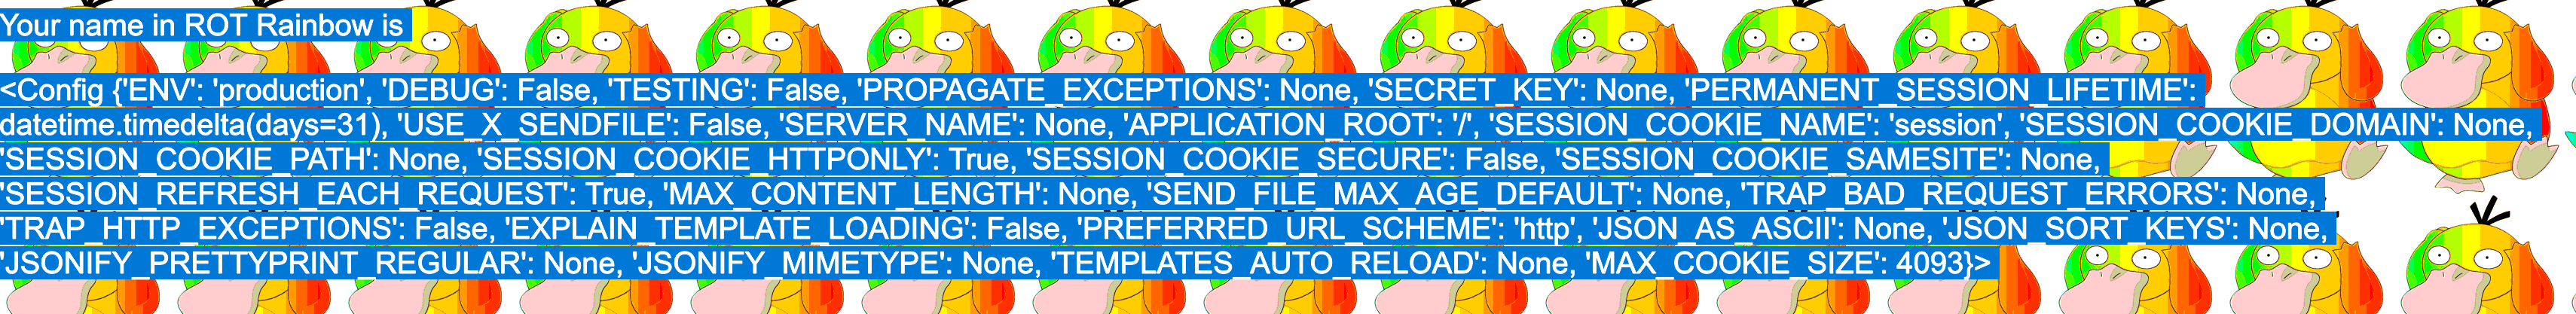 Your name in ROT Rainbow is
<Config {'ENV': 'production', 'DEBUG': False, 'TESTING': False, 'PROPAGATE_EXCEPTIONS': None, 'SECRET_KEY': None, 'PERMANENT_SESSION_LIFETIME':
datetime.timedelta(days=31), 'USE_X_SENDFILE': False, 'SERVER_NAME': None, 'APPLICATION_ROOT': '/', 'SESSION_COOKIE_NAME': 'session', 'SESSION_COOKIE_DOMAIN': None,
'SESSION_COOKIE_PATH': None, 'SESSION_COOKIE_HTTPONLY': True, 'SESSION_COOKIE_SECURE': False, 'SESSION_COOKIE_SAMESITE': None,
'SESSION_REFRESH_EACH_REQUEST': True, 'MAX_CONTENT_LENGTH': None, 'SEND_FILE_MAX_AGE_DEFAULT': None, 'TRAP_BAD_REQUEST_ERRORS': None,
'TRAP_HTTP_EXCEPTIONS': False, 'EXPLAIN_TEMPLATE_LOADING': False, 'PREFERRED_URL_SCHEME': 'http', 'JSON_AS_ASCII': None, 'JSON_SORT_KEYS': None,
'JSONIFY_PRETTYPRINT_REGULAR': None, 'JSONIFY_MIMETYPE': None, 'TEMPLATES_AUTO_RELOAD': None, 'MAX_COOKIE_SIZE': 4093}>